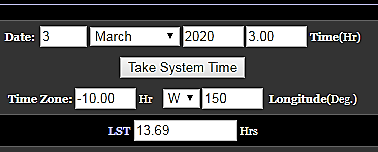 Date: 3 March 2020 3.00 Time(Hr)
Take System Time
Time Zone: -10.00 Hr W 150 Longitude(Deg.)
LST 13.69 Hrs